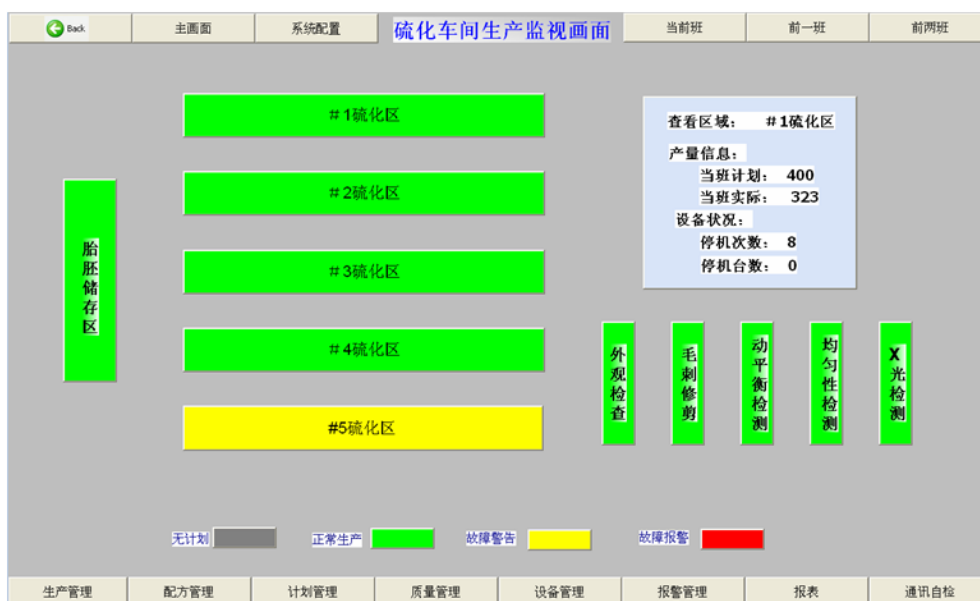 Back
主画面
系统配置
硫化车间生产监视画面
当前班
前一班
前两班
#1硫化区
#2硫化区
#3硫化区
#4硫化区
#5硫化区
胎胚储存区
查看区域： #1硫化区
产量信息：
当班计划： 400
当班实际： 323
设备状况：
停机次数： 8
停机台数： 0
外观检查
毛刺修剪
动平衡检测
均匀性检测
X光检测
无计划
正常生产
故障警告
故障报警
生产管理
配方管理
计划管理
质量管理
设备管理
报警管理
报表
通讯自检